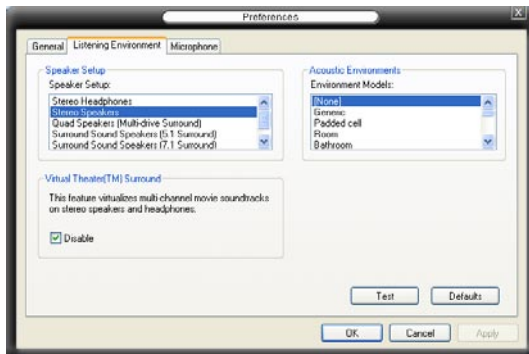 Preferences
X
General Listening Environment Microphone
Speaker Setup
Speaker Setup:
Stereo Headphones
Stereo Speakers
Quad Speakers (Multi-drive Surround)
Surround Sound Speakers (5.1 Surround)
Surround Sound Speakers (7.1 Surround)
Acoustic Environments
Environment Models:
[None]
Generic
Padded cell
Room
Bathroom
Virtual Theater(TM) Surround
This feature virtualizes multi-channel movie soundtracks
on stereo speakers and headphones.
Disable
Test Defaults
OK Cancel Apply